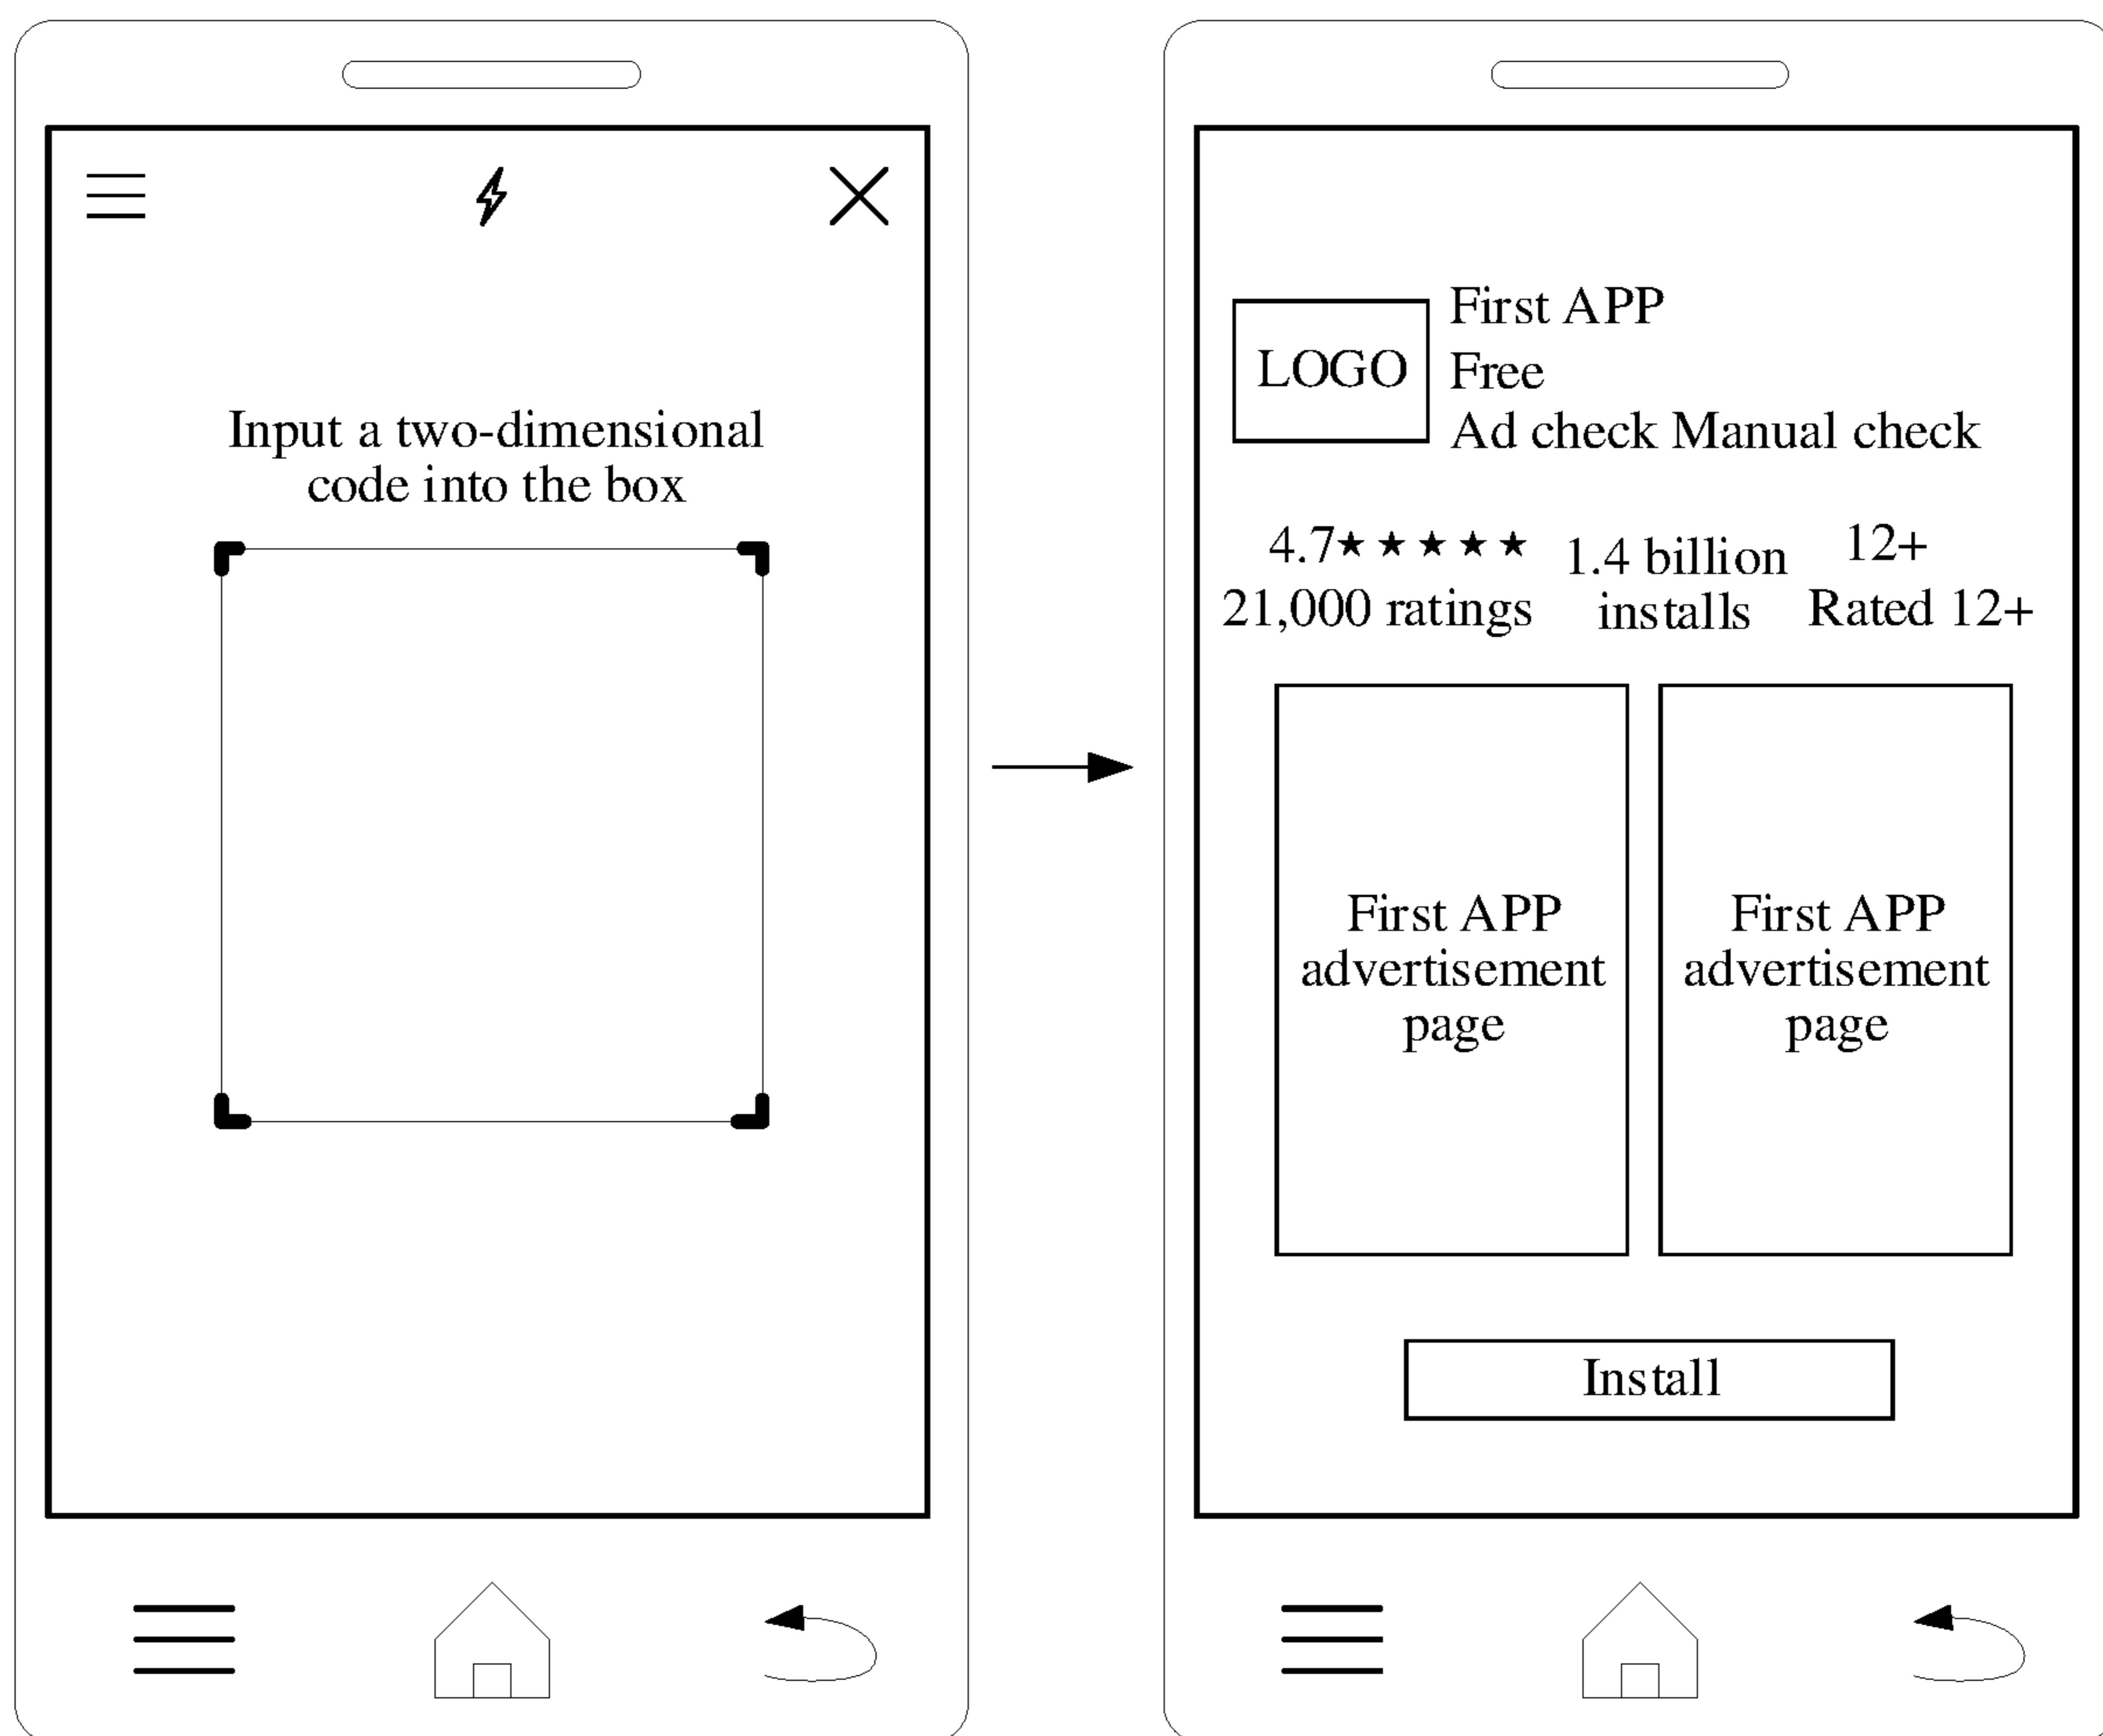 Input a two-dimensional
code into the box
LOGO
First APP
Free
Ad check Manual check
4.7★★★★★
21,000 ratings
1.4 billion
installs
12+
Rated 12+
First APP
advertisement
page
First APP
advertisement
page
Install